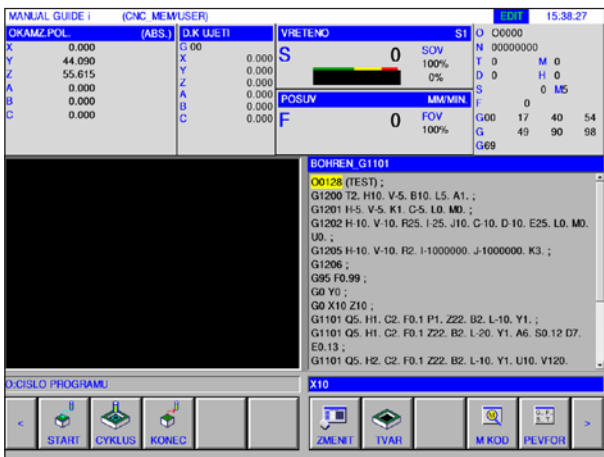 MANUAL GUIDE i (CNC_MEM/USER) EDIT 15.38.27
OKAMZ.POL. (ABS.)
X 0.000
Y 44.090
Z 55.615
A 0.000
B 0.000
C 0.000
D.K UJETI
G 00
X 0.000
Y 0.000
Z 0.000
A 0.000
B 0.000
C 0.000
VRETENO S1
S 0 SOV
100%
0%
POSUV MM/MIN.
F 0 FOV
100%
O O0000
N 00000000
T 0 M 0
D 0 H 0
S 0 M5
F 0
G00 17 40 54
G 49 90 98
G69
BOHREN_G1101
O0128 (TEST) ;
G1200 T2. H10. V-5. B10. L5. A1. ;
G1201 H-5. V-5. K1. C-5. L0. M0. ;
G1202 H-10. V-10. R25. I-25. J10. C-10. D-10. E25. L0. M0.
U0. ;
G1205 H-10. V-10. R2. I-1000000. J-1000000. K3. ;
G1206 ;
G95 F0.99 ;
G0 Y0 ;
G0 X10 Z10 ;
G1101 Q5. H1. C2. F0.1 P1. Z22. B2. L-10. Y1. ;
G1101 Q5. H1. C2. F0.1 Z22. B2. L-20. Y1. A6. S0.12 D7.
E0.13 ;
G1101 Q5. H2. C2. F0.1 Z22. B2. L-10. Y1. U10. V120.
O:CISLO PROGRAMU
X10
< START CYKLUS KONEC
ZMENIT TVAR M KOD PEVFOR >